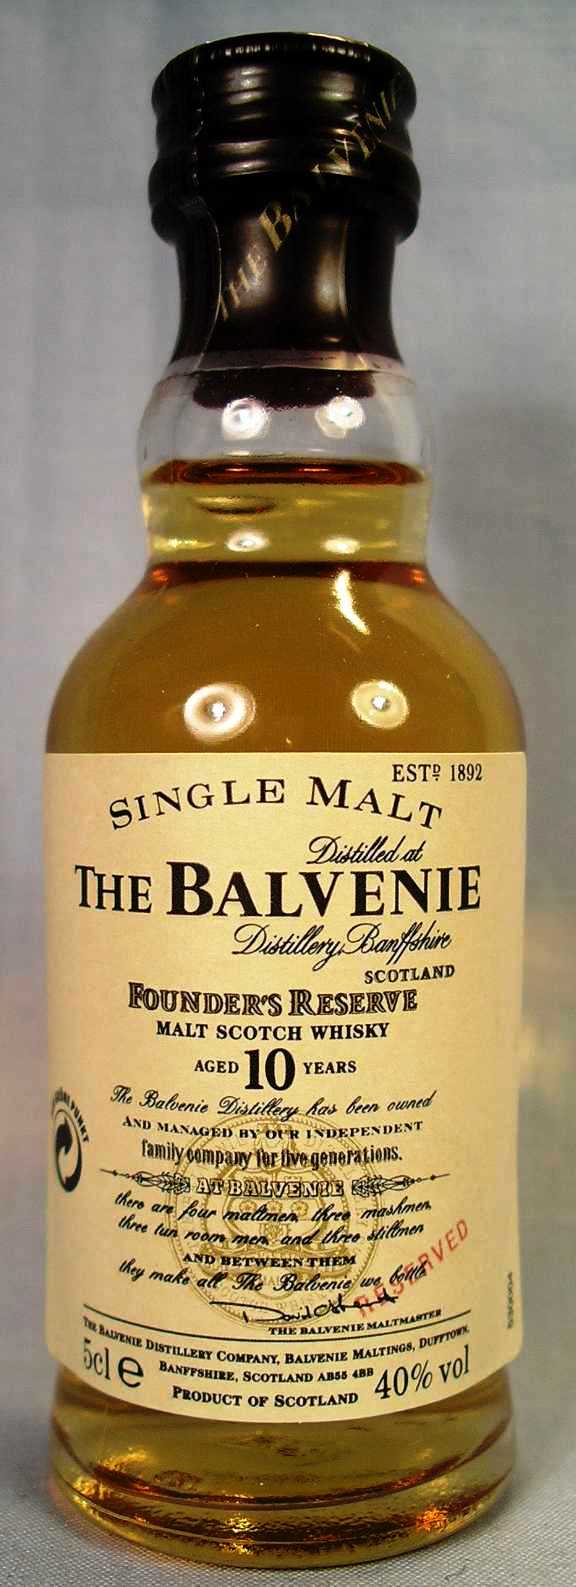 THE BALVENIE
ESTD 1892
SINGLE MALT
Distilled at
THE BALVENIE
Distillery, Banffshire
SCOTLAND
FOUNDER'S RESERVE
MALT SCOTCH WHISKY
AGED 10 YEARS
The Balvenie Distillery has been owned
AND MANAGED BY OUR INDEPENDENT
family company for five generations.
AT BALVENIE
there are four maltmen, three mashmen,
three tun room men, and three stillmen
AND BETWEEN THEM
they make all The Balvenie we bottle
RESERVED
THE BALVENIE MALTMASTER
THE BALVENIE DISTILLERY COMPANY, BALVENIE MALTINGS, DUFFTOWN,
BANFFSHIRE, SCOTLAND AB55 4BB
5cl e
PRODUCT OF SCOTLAND
40% vol
PUNKT